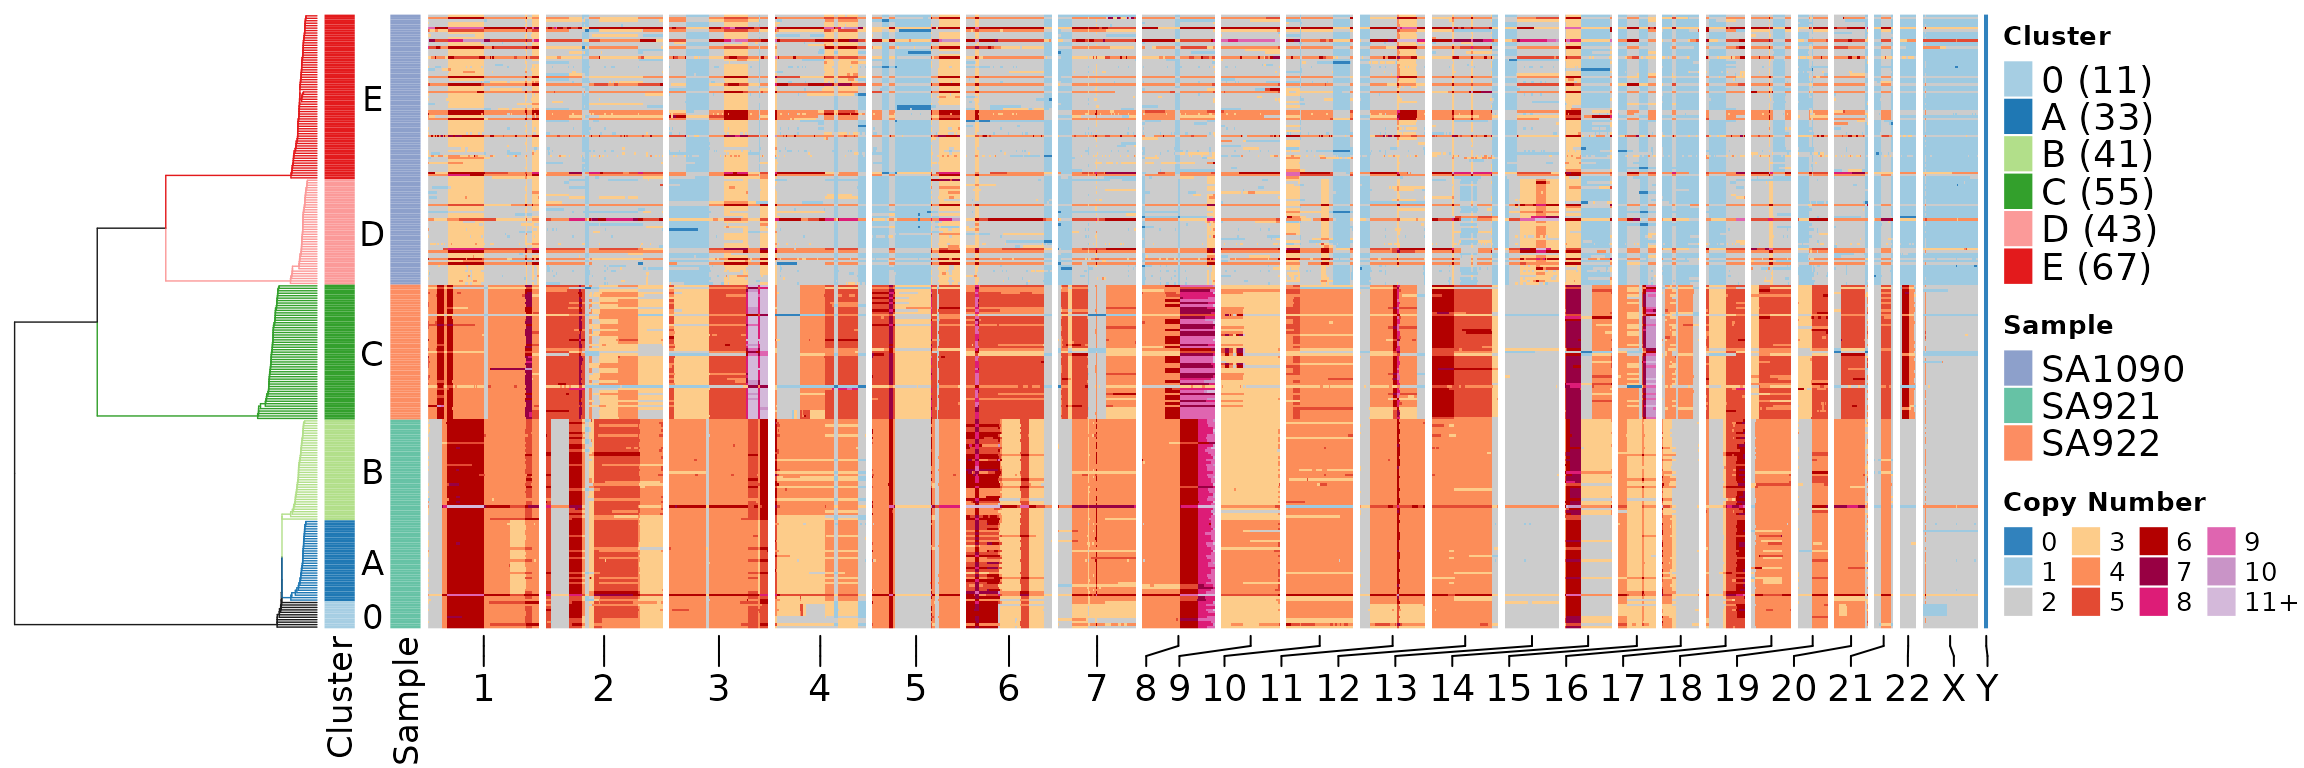 E
D
C
B
A
0
Cluster
Sample
1 2 3 4 5 6 7 8 9 10 11 12 13 14 15 16 17 18 19 20 21 22 X Y
Cluster
0 (11)
A (33)
B (41)
C (55)
D (43)
E (67)
Sample
SA1090
SA921
SA922
Copy Number
0 3 6 9
1 4 7 10
2 5 8 11+